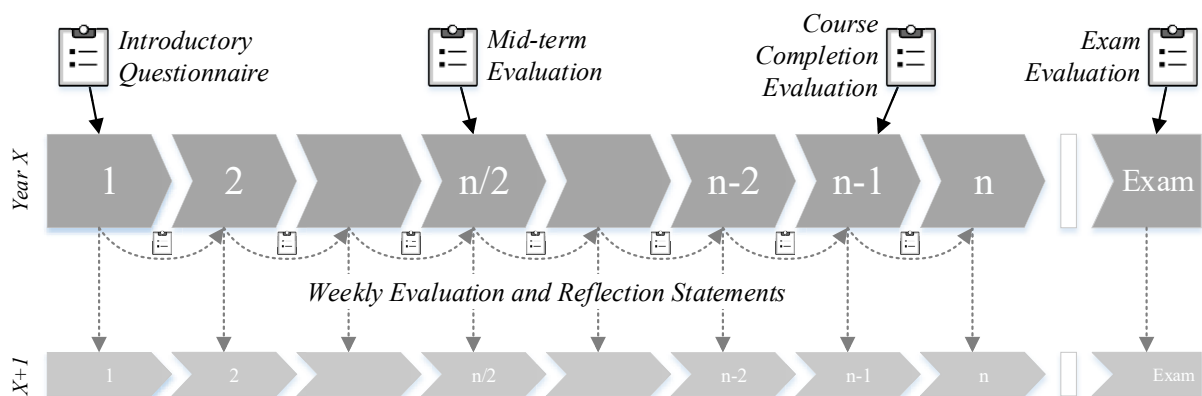 Introductory
Questionnaire
Mid-term
Evaluation
Course
Completion
Evaluation
Exam
Evaluation
Year X
1
2
n/2
n-2
n-1
n
Exam
Weekly Evaluation and Reflection Statements
X+1
1
2
n/2
n-2
n-1
n
Exam